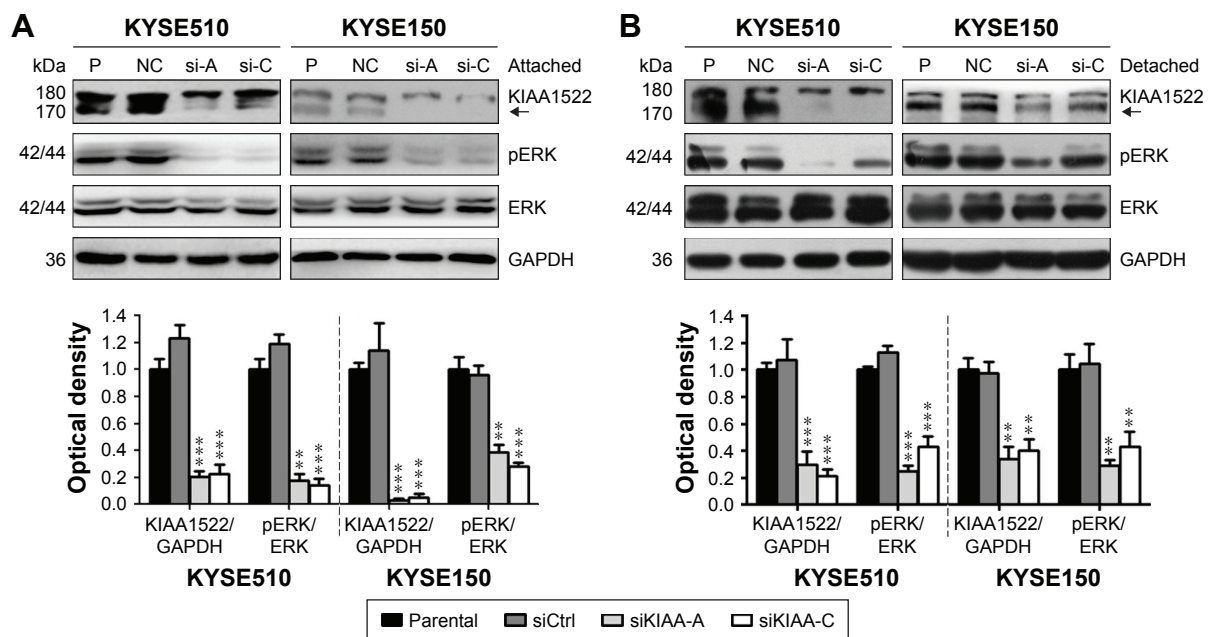 A
KYSE510 KYSE150
kDa P NC si-A si-C P NC si-A si-C Attached
180
170
KIAA1522
42/44 pERK
42/44 ERK
36 GAPDH
Optical density
1.4
1.2
1.0
0.8
0.6
0.4
0.2
0.0
*** *** ** *** *** *** ** ***
KIAA1522/
GAPDH
pERK/
ERK
KIAA1522/
GAPDH
pERK/
ERK
KYSE510 KYSE150
B
KYSE510 KYSE150
kDa P NC si-A si-C P NC si-A si-C Detached
180
170
KIAA1522
42/44 pERK
42/44 ERK
36 GAPDH
Optical density
1.4
1.2
1.0
0.8
0.6
0.4
0.2
0.0
*** *** *** *** ** ** ** **
KIAA1522/
GAPDH
pERK/
ERK
KIAA1522/
GAPDH
pERK/
ERK
KYSE510 KYSE150
Parental siCtrl siKIAA-A siKIAA-C